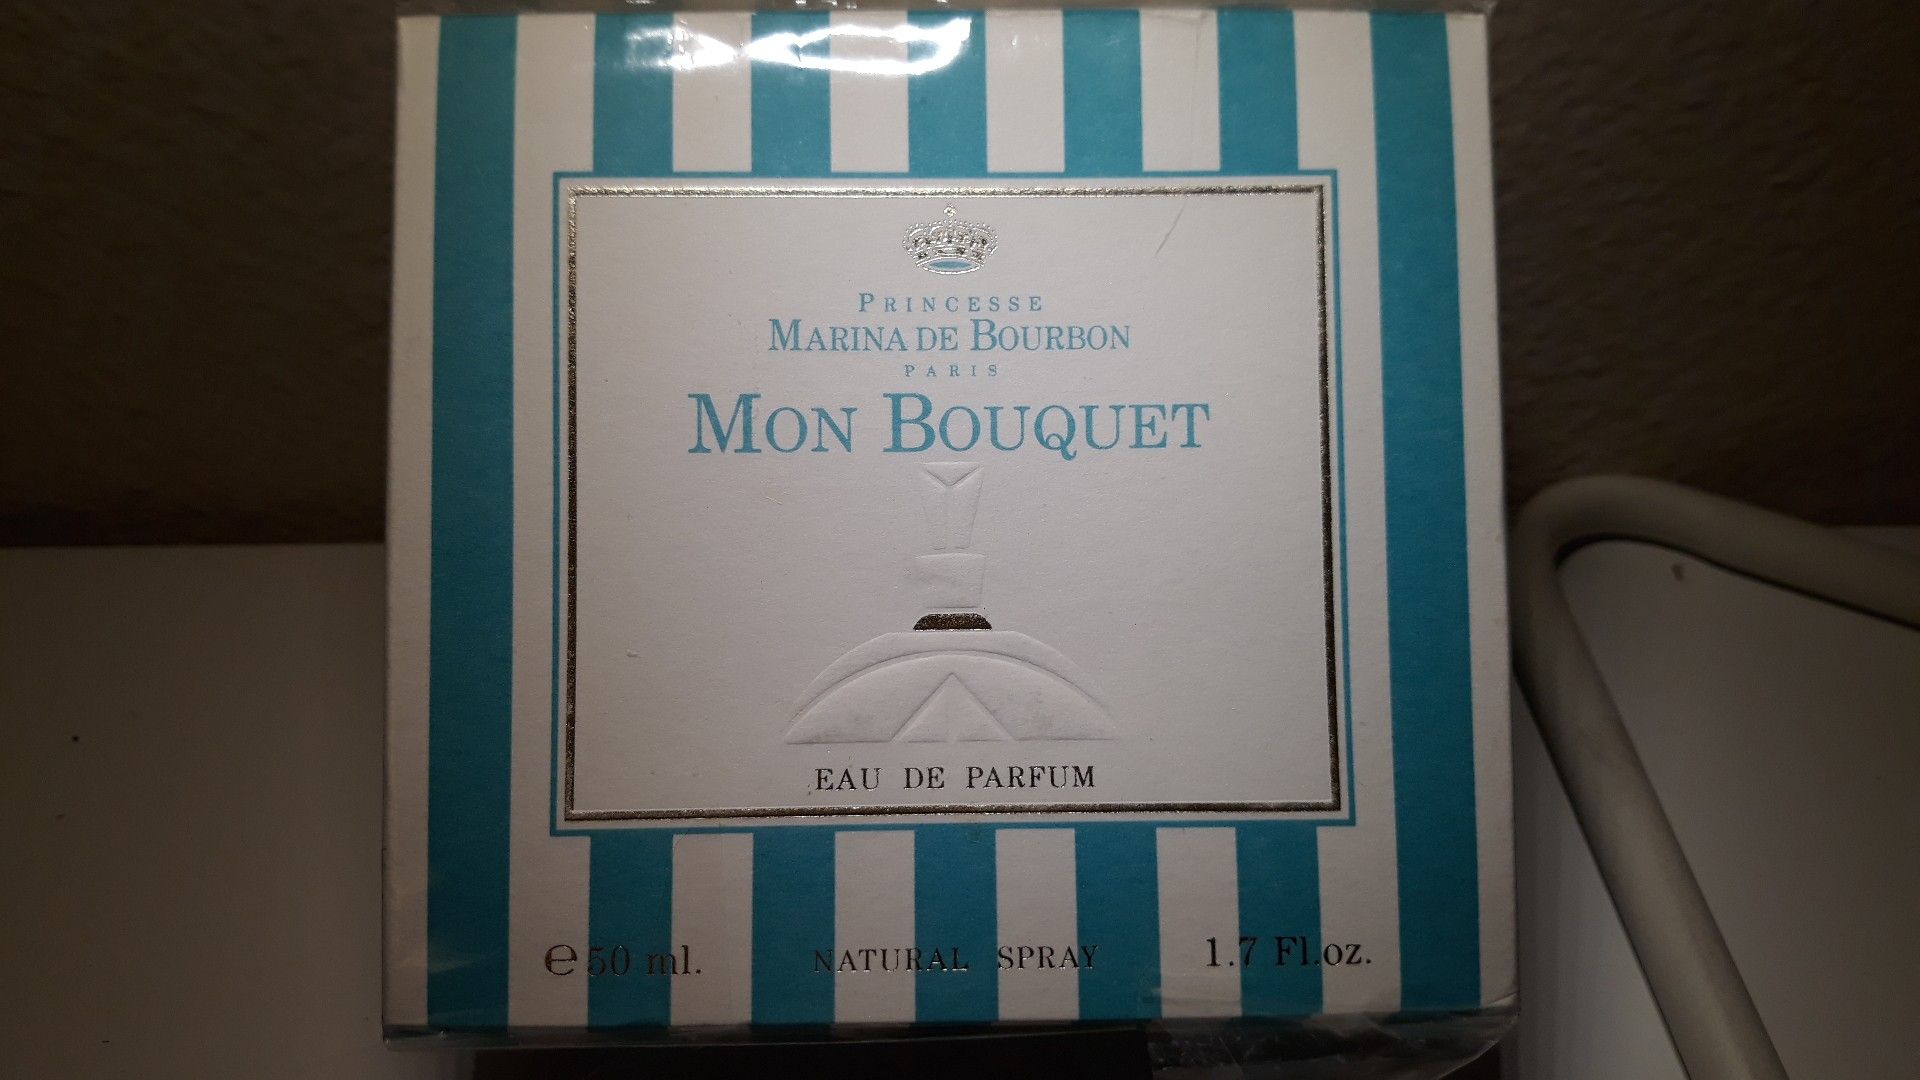 PRINCESSE
MARINA DE BOURBON
PARIS
MON BOUQUET
EAU DE PARFUM
℮ 50 ml. NATURAL SPRAY 1.7 Fl.oz.